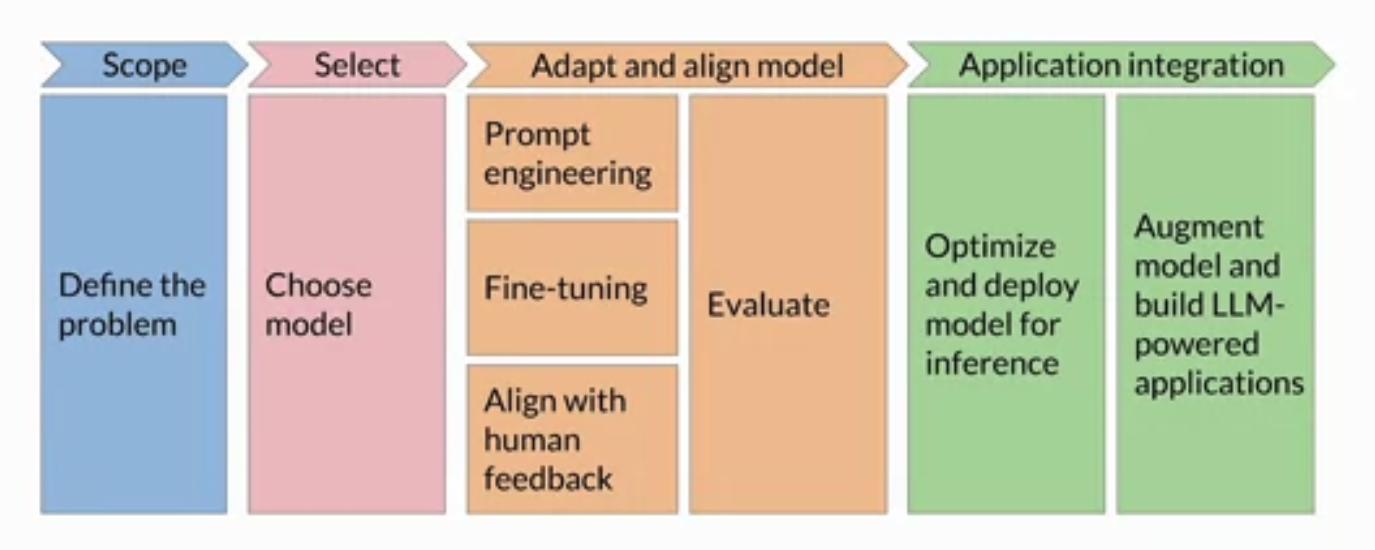 Scope
Select
Adapt and align model
Application integration
Define the
problem
Choose
model
Prompt
engineering
Fine-tuning
Align with
human
feedback
Evaluate
Optimize
and deploy
model for
inference
Augment
model and
build LLM-
powered
applications